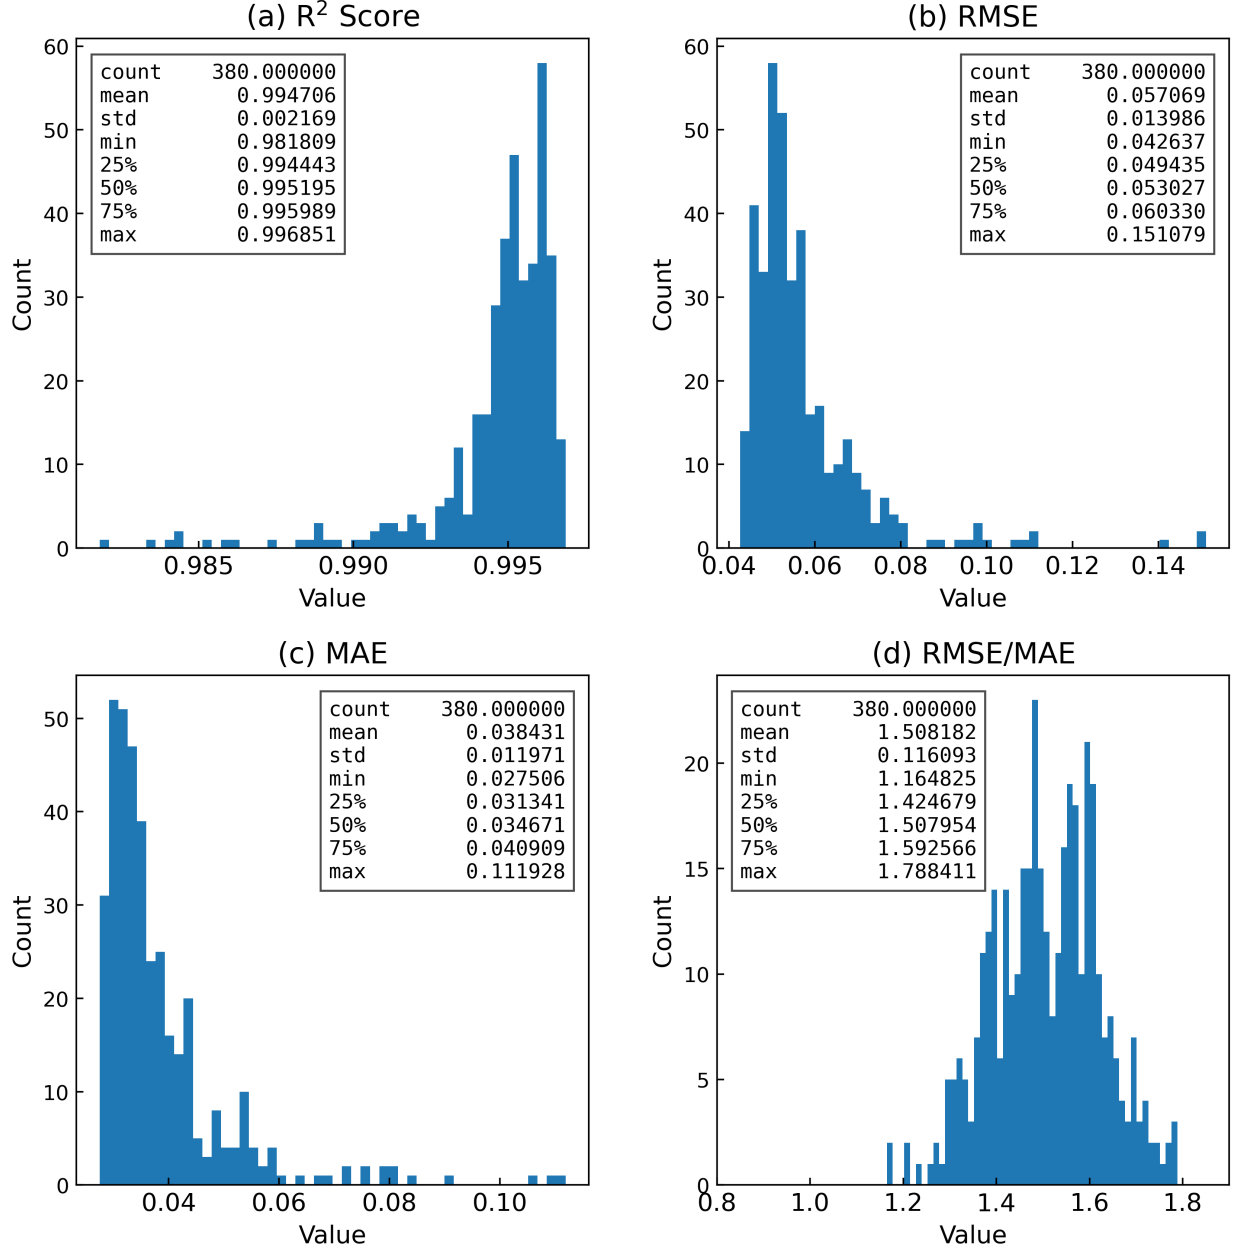 (a) R² Score
60
50
40
30
20
10
0
Count
count 380.000000
mean 0.994706
std 0.002169
min 0.981809
25% 0.994443
50% 0.995195
75% 0.995989
max 0.996851
0.985 0.990 0.995
Value
(b) RMSE
60
50
40
30
20
10
0
Count
count 380.000000
mean 0.057069
std 0.013986
min 0.042637
25% 0.049435
50% 0.053027
75% 0.060330
max 0.151079
0.04 0.06 0.08 0.10 0.12 0.14
Value
(c) MAE
50
40
30
20
10
0
Count
count 380.000000
mean 0.038431
std 0.011971
min 0.027506
25% 0.031341
50% 0.034671
75% 0.040909
max 0.111928
0.04 0.06 0.08 0.10
Value
(d) RMSE/MAE
20
15
10
5
0
Count
count 380.000000
mean 1.508182
std 0.116093
min 1.164825
25% 1.424679
50% 1.507954
75% 1.592566
max 1.788411
0.8 1.0 1.2 1.4 1.6 1.8
Value